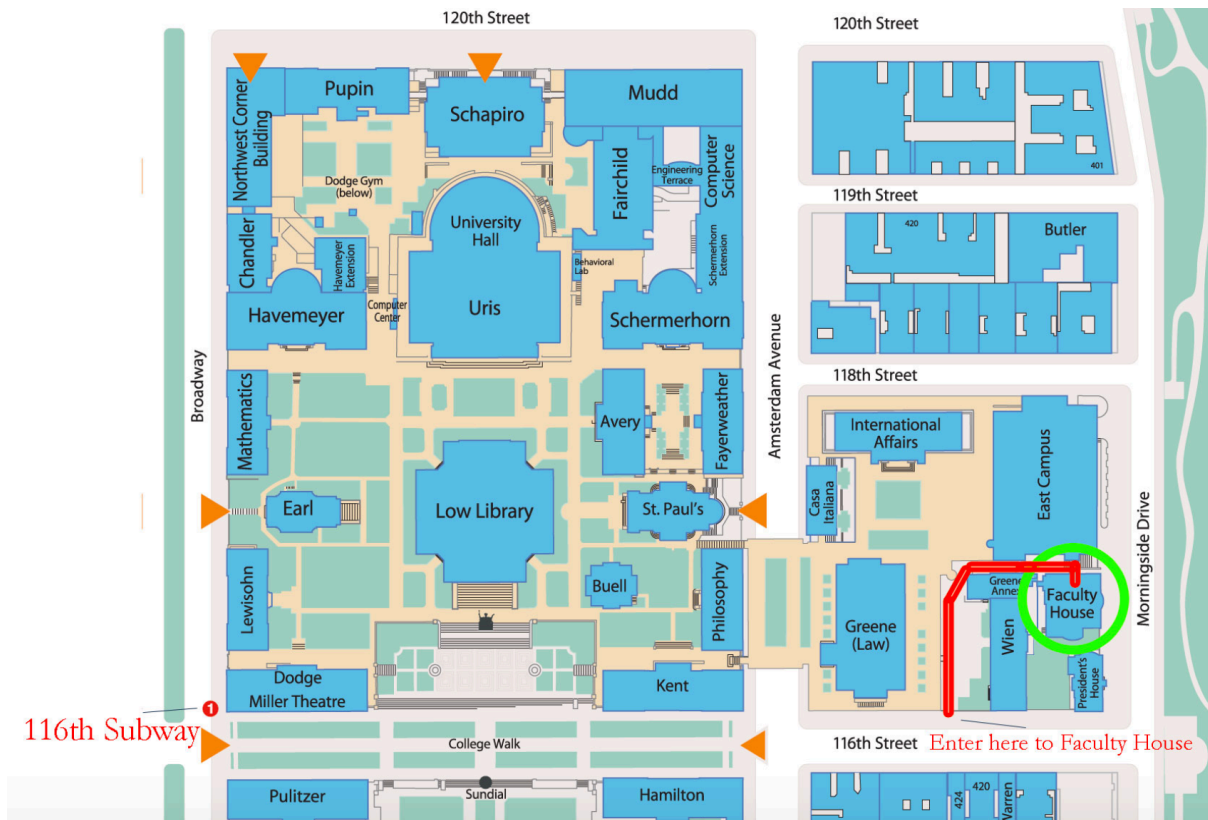 120th Street
120th Street
Pupin
Schapiro
Mudd
Northwest Corner
Building
Dodge Gym
(below)
Fairchild
Engineering
Terrace
Computer
Science
401
119th Street
University
Hall
420
Butler
Chandler
Havemeyer
Extension
Behavioral
Lab
Schermerhorn
Extension
Computer
Center
Havemeyer
Uris
Schermerhorn
Broadway
Amsterdam Avenue
118th Street
Mathematics
Avery
Fayerweather
International
Affairs
East Campus
Casa
Italiana
Morningside Drive
Earl
Low Library
St. Paul's
Lewisohn
Buell
Philosophy
Greene
(Law)
Greene
Annex
Faculty
House
Wien
President's
House
Dodge
Miller Theatre
Kent
1
116th Subway
College Walk
116th Street
Enter here to Faculty House
Pulitzer
Sundial
Hamilton
424
420
Warren